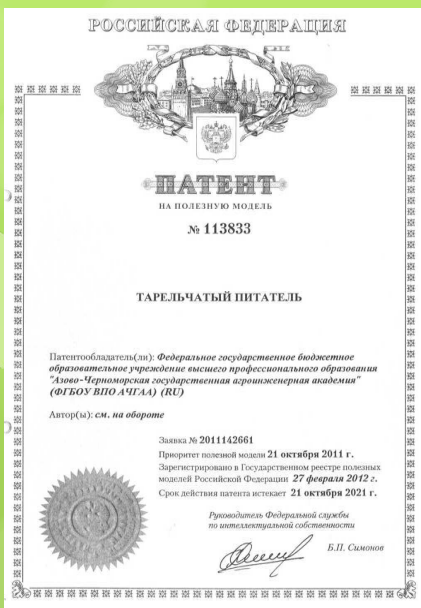 РОССИЙСКАЯ ФЕДЕРАЦИЯ
ПАТЕНТ
НА ПОЛЕЗНУЮ МОДЕЛЬ
№ 113833
ТАРЕЛЬЧАТЫЙ ПИТАТЕЛЬ
Патентообладатель(ли): Федеральное государственное бюджетное
образовательное учреждение высшего профессионального образования
"Азово-Черноморская государственная агроинженерная академия"
(ФГБОУ ВПО АЧГАА) (RU)
Автор(ы): см. на обороте
Заявка № 2011142661
Приоритет полезной модели 21 октября 2011 г.
Зарегистрировано в Государственном реестре полезных
моделей Российской Федерации 27 февраля 2012 г.
Срок действия патента истекает 21 октября 2021 г.
Руководитель Федеральной службы
по интеллектуальной собственности
Б.П. Симонов